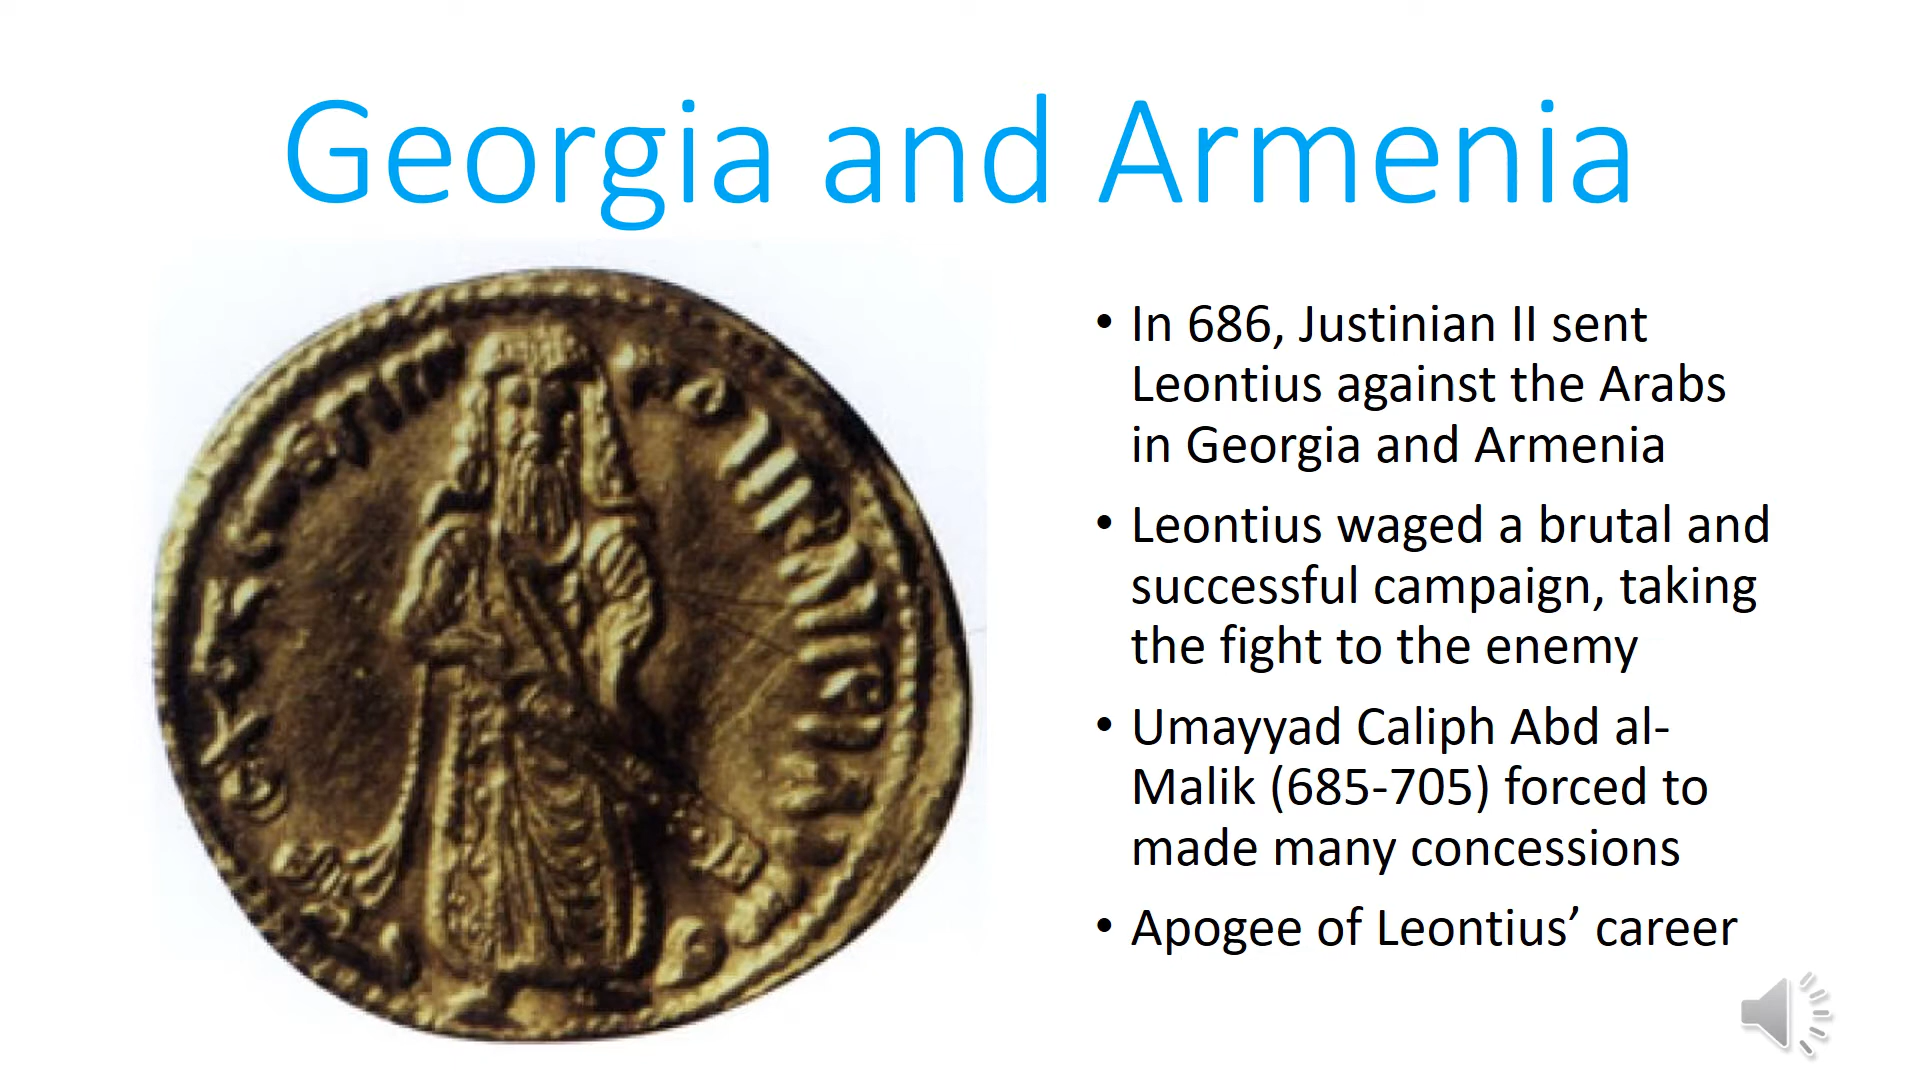 Georgia and Armenia
• In 686, Justinian II sent
Leontius against the Arabs
in Georgia and Armenia
• Leontius waged a brutal and
successful campaign, taking
the fight to the enemy
• Umayyad Caliph Abd al-
Malik (685-705) forced to
made many concessions
• Apogee of Leontius’ career